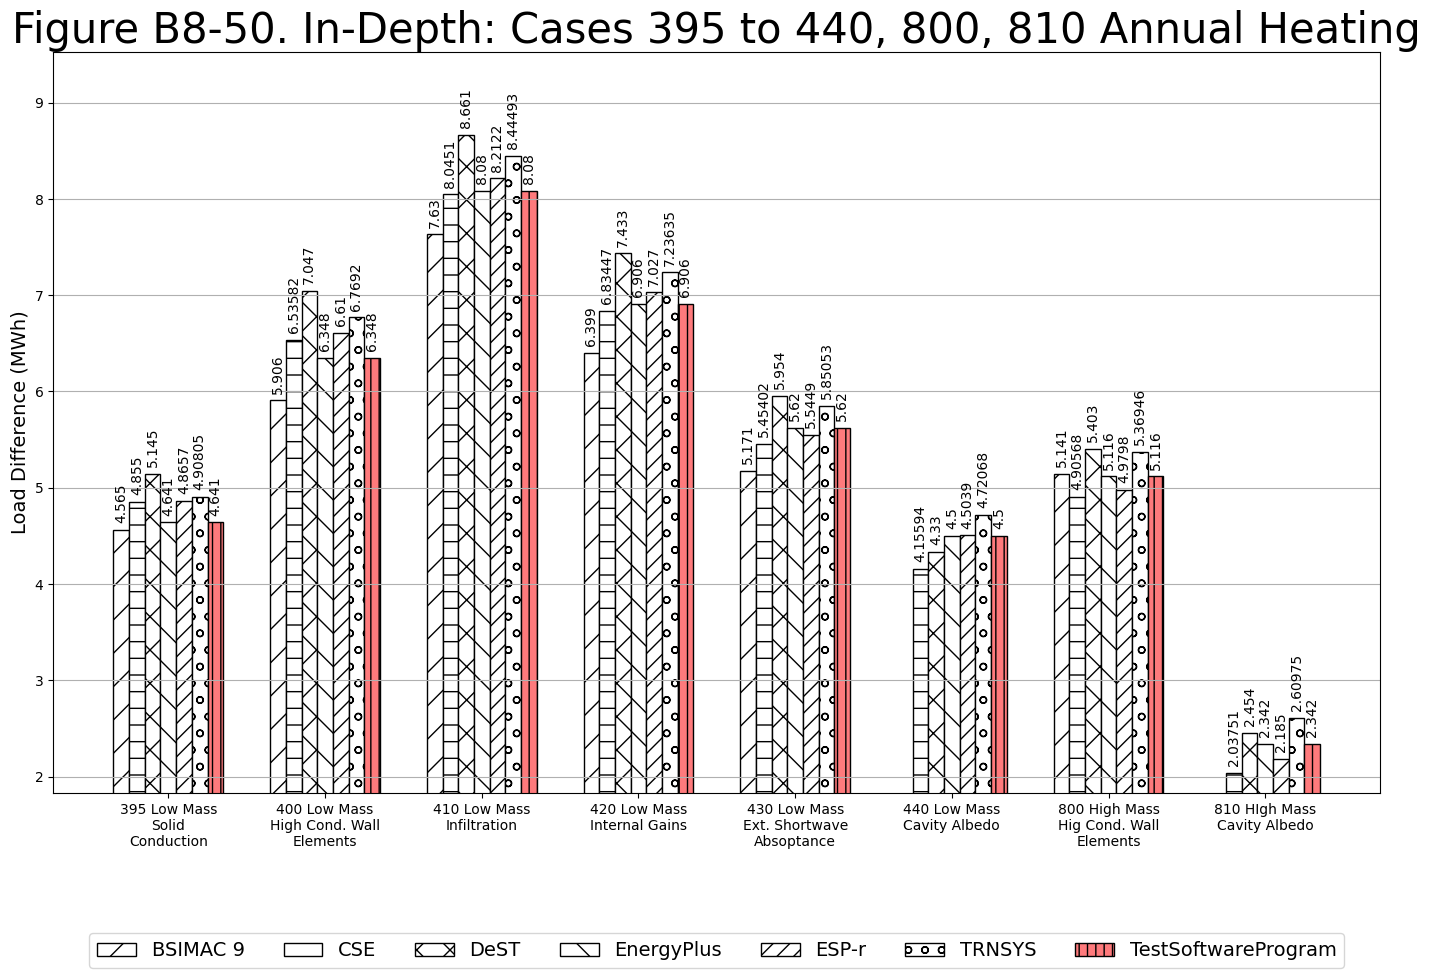 Figure B8-50. In-Depth: Cases 395 to 440, 800, 810 Annual Heating
Load Difference (MWh)
9
8
7
6
5
4
3
2
4.565
4.855
5.145
4.641
4.8657
4.90805
4.641
5.906
6.53582
7.047
6.348
6.61
6.7692
6.348
7.63
8.0451
8.661
8.08
8.2122
8.44493
8.08
6.399
6.83447
7.433
6.906
7.027
7.23635
6.906
5.171
5.45402
5.954
5.62
5.5449
5.85053
5.62
4.15594
4.33
4.5
4.5039
4.72068
4.5
5.141
4.90568
5.403
5.116
4.9798
5.36946
5.116
2.03751
2.454
2.342
2.185
2.60975
2.342
395 Low Mass
Solid
Conduction
400 Low Mass
High Cond. Wall
Elements
410 Low Mass
Infiltration
420 Low Mass
Internal Gains
430 Low Mass
Ext. Shortwave
Absoptance
440 Low Mass
Cavity Albedo
800 High Mass
Hig Cond. Wall
Elements
810 HIgh Mass
Cavity Albedo
BSIMAC 9
CSE
DeST
EnergyPlus
ESP-r
TRNSYS
TestSoftwareProgram